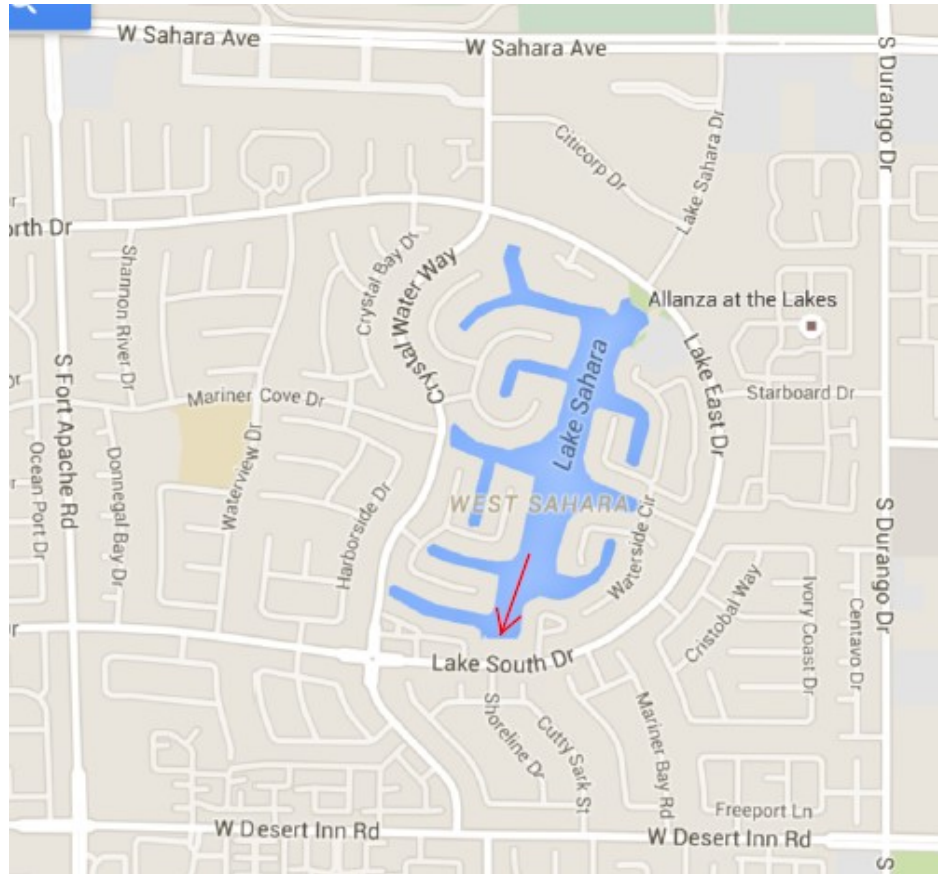 W Sahara Ave
W Sahara Ave
S Durango Dr
Citicorp Dr
Lake Sahara Dr
orth Dr
Shannon River Dr
Crystal Bay Dr
Crystal Water Way
Allanza at the Lakes
Lake Sahara
Lake East Dr
Starboard Dr
S Fort Apache Rd
Mariner Cove Dr
Ocean Port Dr
Donnegal Bay Dr
Waterview Dr
Harborside Dr
WEST SAHARA
Waterside Cir
S Durango Dr
Cristobal Way
Ivory Coast Dr
Centavo Dr
Lake South Dr
Shoreline Dr
Cutty Sark St
Mariner Bay Rd
Freeport Ln
W Desert Inn Rd
W Desert Inn Rd
S